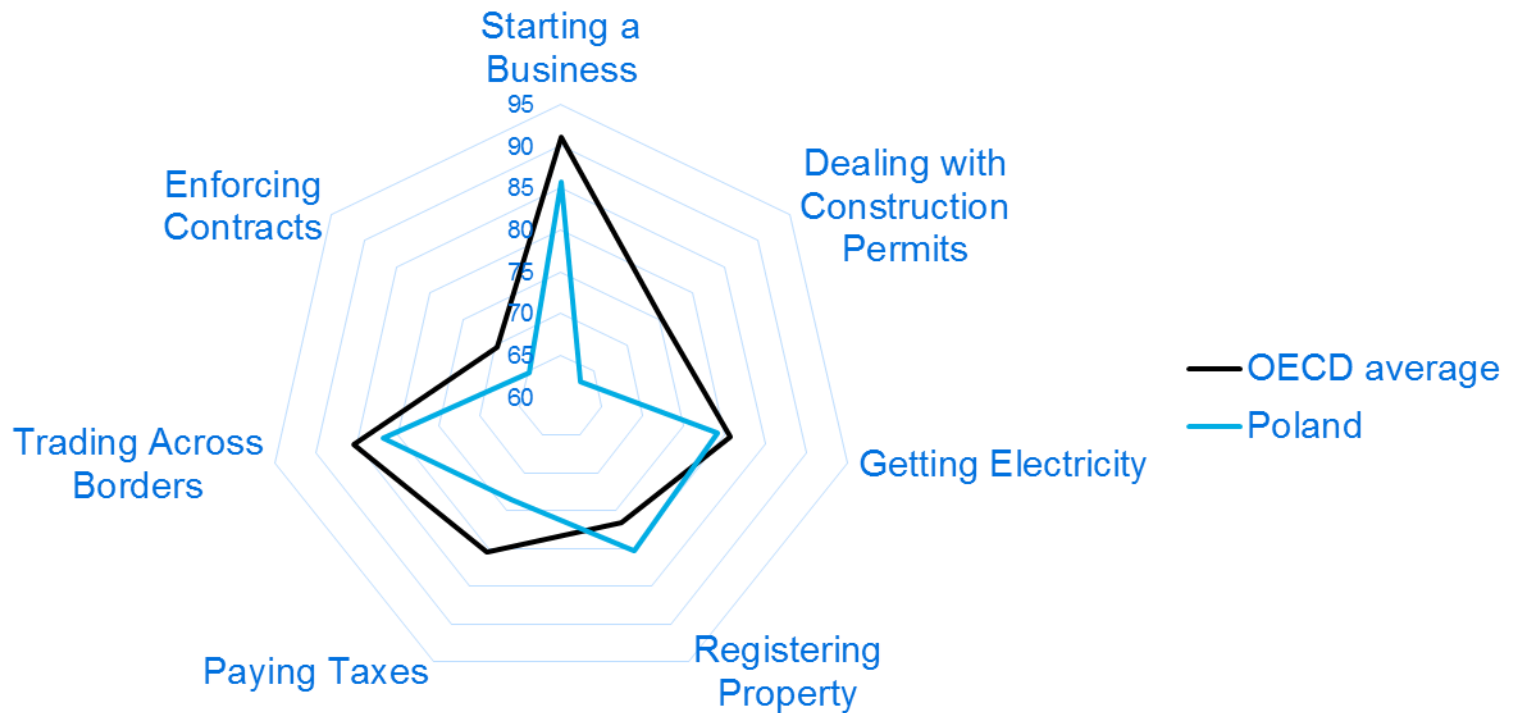 Starting a
Business
95
90
85
80
75
70
65
60
Dealing with
Construction
Permits
Getting Electricity
Registering
Property
Paying Taxes
Trading Across
Borders
Enforcing
Contracts
OECD average
Poland